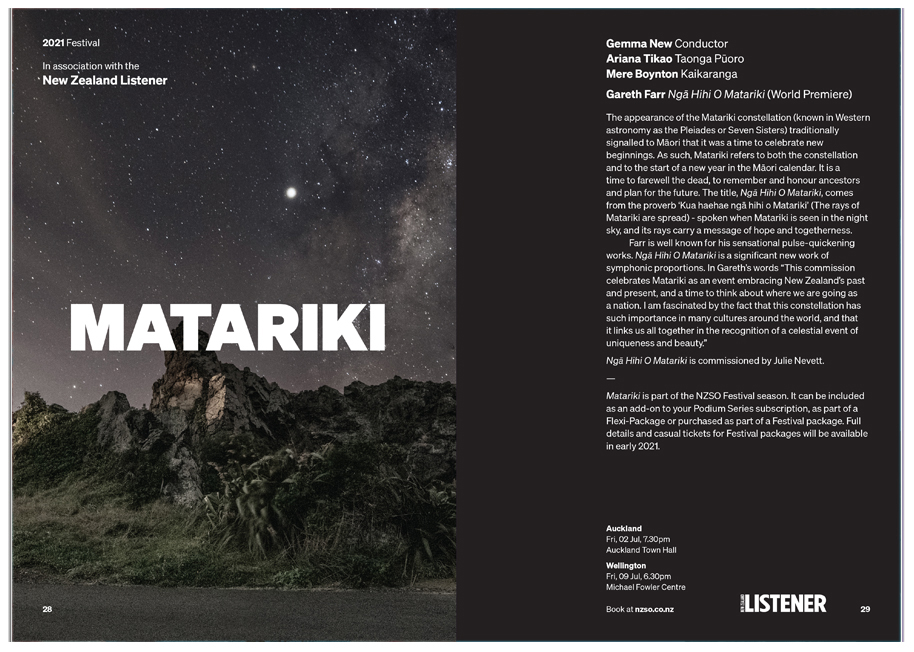 2021 Festival
In association with the
New Zealand Listener
MATARIKI
28
Gemma New Conductor
Ariana Tikao Taonga Pūoro
Mere Boynton Kaikaranga
Gareth Farr Ngā Hihi O Matariki (World Premiere)
The appearance of the Matariki constellation (known in Western
astronomy as the Pleiades or Seven Sisters) traditionally
signalled to Māori that it was a time to celebrate new
beginnings. As such, Matariki refers to both the constellation
and to the start of a new year in the Māori calendar. It is a
time to farewell the dead, to remember and honour ancestors
and plan for the future. The title, Ngā Hihi O Matariki, comes
from the proverb 'Kua haehae ngā hihi o Matariki' (The rays of
Matariki are spread) - spoken when Matariki is seen in the night
sky, and its rays carry a message of hope and togetherness.
Farr is well known for his sensational pulse-quickening
works. Ngā Hihi O Matariki is a significant new work of
symphonic proportions. In Gareth's words "This commission
celebrates Matariki as an event embracing New Zealand's past
and present, and a time to think about where we are going as
a nation. I am fascinated by the fact that this constellation has
such importance in many cultures around the world, and that
it links us all together in the recognition of a celestial event of
uniqueness and beauty."
Ngā Hihi O Matariki is commissioned by Julie Nevett.
—
Matariki is part of the NZSO Festival season. It can be included
as an add-on to your Podium Series subscription, as part of a
Flexi-Package or purchased as part of a Festival package. Full
details and casual tickets for Festival packages will be available
in early 2021.
Auckland
Fri, 02 Jul, 7.30pm
Auckland Town Hall
Wellington
Fri, 09 Jul, 6.30pm
Michael Fowler Centre
Book at nzso.co.nz
NEW ZEALAND
LISTENER
29